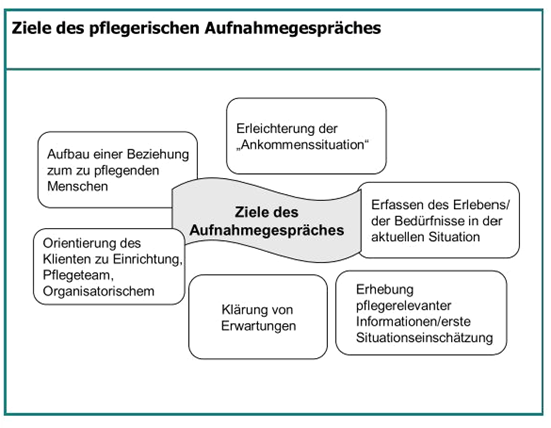 Ziele des pflegerischen Aufnahmegespräches
Erleichterung der
„Ankommenssituation“
Aufbau einer Beziehung
zum zu pflegenden
Menschen
Ziele des
Aufnahmegespräches
Erfassen des Erlebens/
der Bedürfnisse in der
aktuellen Situation
Orientierung des
Klienten zu Einrichtung,
Pflegeteam,
Organisatorischem
Klärung von
Erwartungen
Erhebung
pflegerelevanter
Informationen/erste
Situationseinschätzung